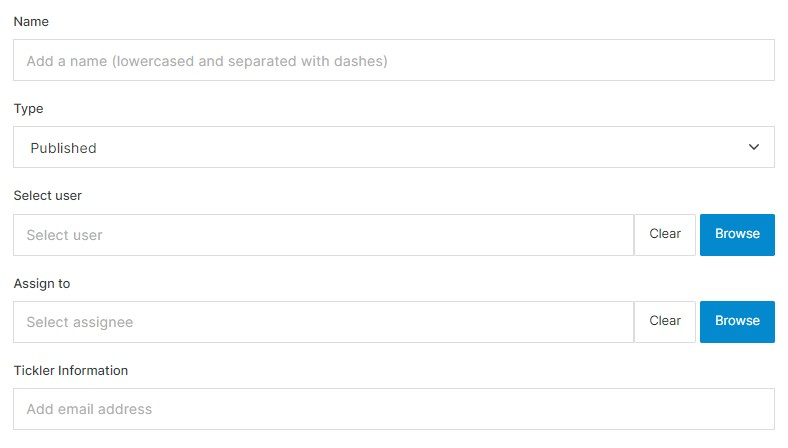 Name
Add a name (lowercased and separated with dashes)
Type
Published
Select user
Select user Clear Browse
Assign to
Select assignee Clear Browse
Tickler Information
Add email address